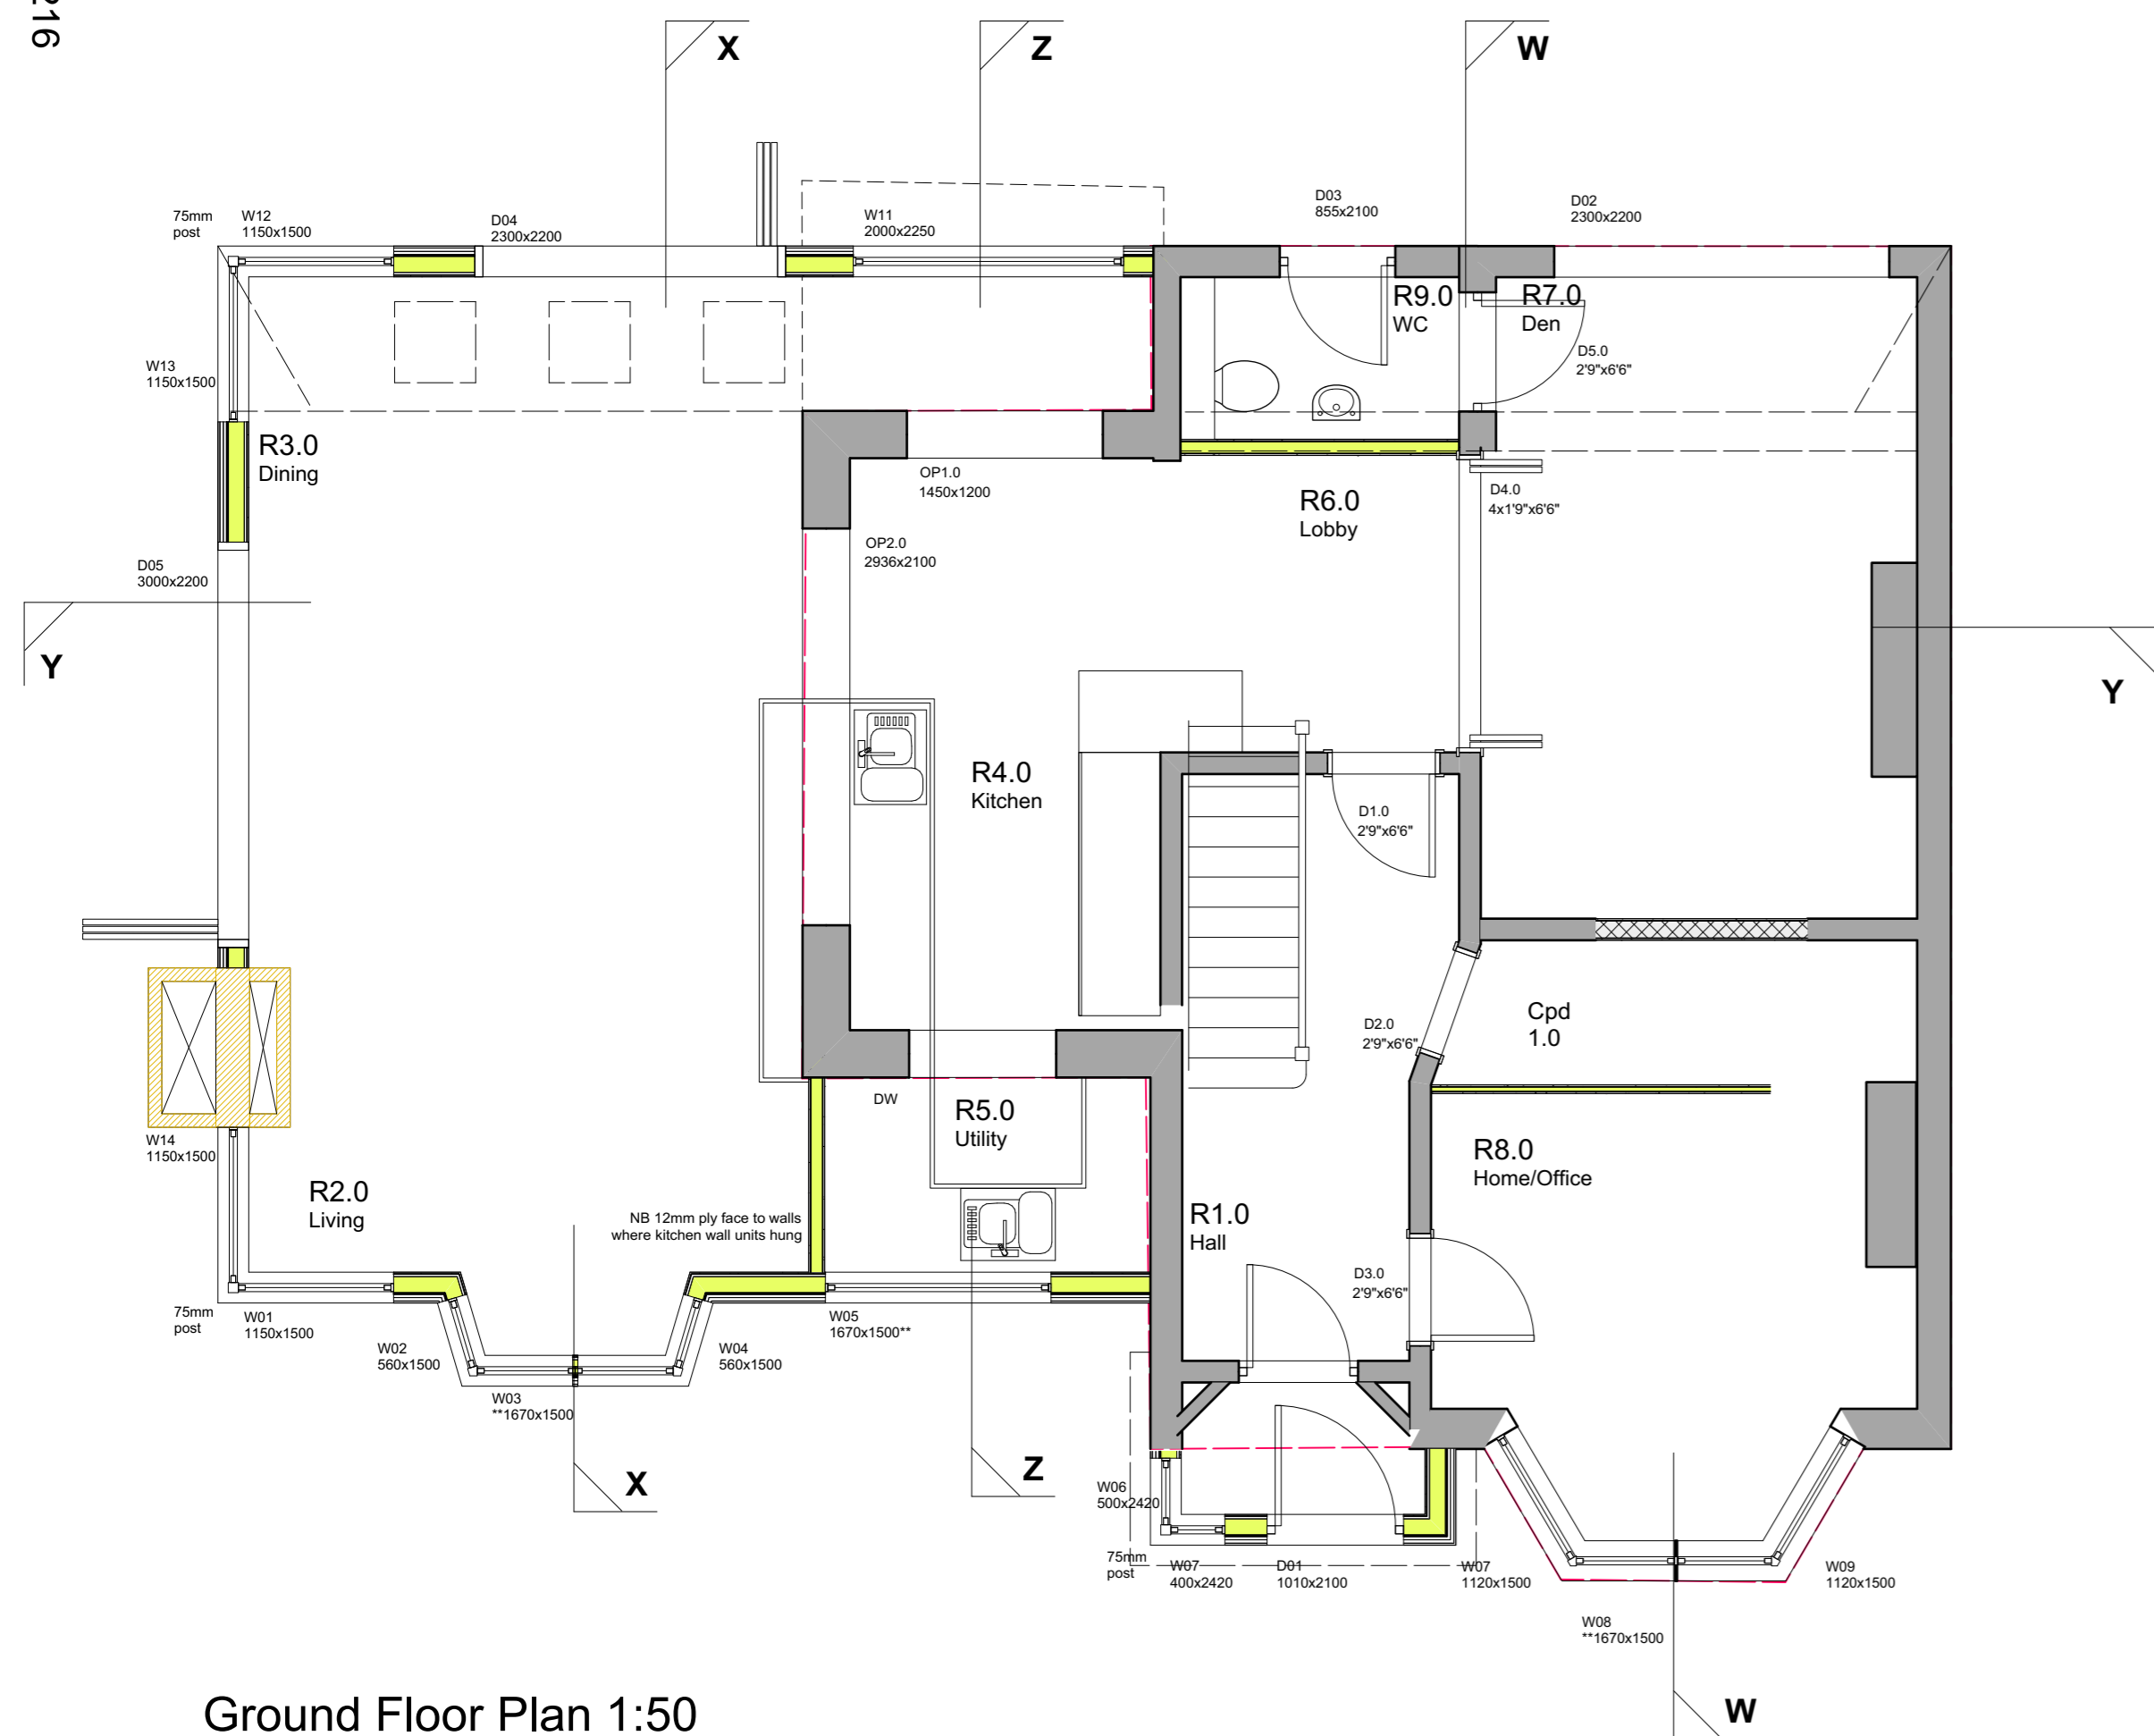 216
X
Z
W
75mm
post
W12
1150x1500
D04
2300x2200
W11
2000x2250
D03
855x2100
D02
2300x2200
R9.0
WC
R7.0
Den
D5.0
2'9"x6'6"
W13
1150x1500
R3.0
Dining
OP1.0
1450x1200
R6.0
Lobby
D4.0
4x1'9"x6'6"
OP2.0
2936x2100
D05
3000x2200
Y
Y
R4.0
Kitchen
D1.0
2'9"x6'6"
Cpd
1.0
D2.0
2'9"x6'6"
DW
R5.0
Utility
W14
1150x1500
R2.0
Living
NB 12mm ply face to walls
where kitchen wall units hung
R1.0
Hall
R8.0
Home/Office
D3.0
2'9"x6'6"
75mm
post
W01
1150x1500
W02
560x1500
W03
**1670x1500
W04
560x1500
W05
1670x1500**
X
Z
W06
500x2420
75mm
post
W07
400x2420
D01
1010x2100
W07
1120x1500
W09
1120x1500
W08
**1670x1500
W
Ground Floor Plan 1:50